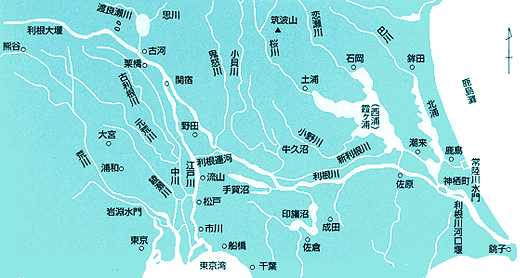 渡良瀬川
思川
筑波山
恋瀬川
利根大堰
熊谷
古河
栗橋
関宿
鬼怒川
小貝川
桜川
石岡
巴川
鉾田
土浦
鹿島灘
古利根川
元荒川
大宮
野田
(西浦)
霞ヶ浦
北浦
小野川
牛久沼
新利根川
潮来
鹿島
荒川
浦和
綾瀬川
中川
江戸川
利根運河
流山
手賀沼
利根川
佐原
神栖町
常陸川水門
松戸
岩淵水門
印旛沼
成田
佐倉
利根川河口堰
銚子
市川
船橋
東京
東京湾
千葉